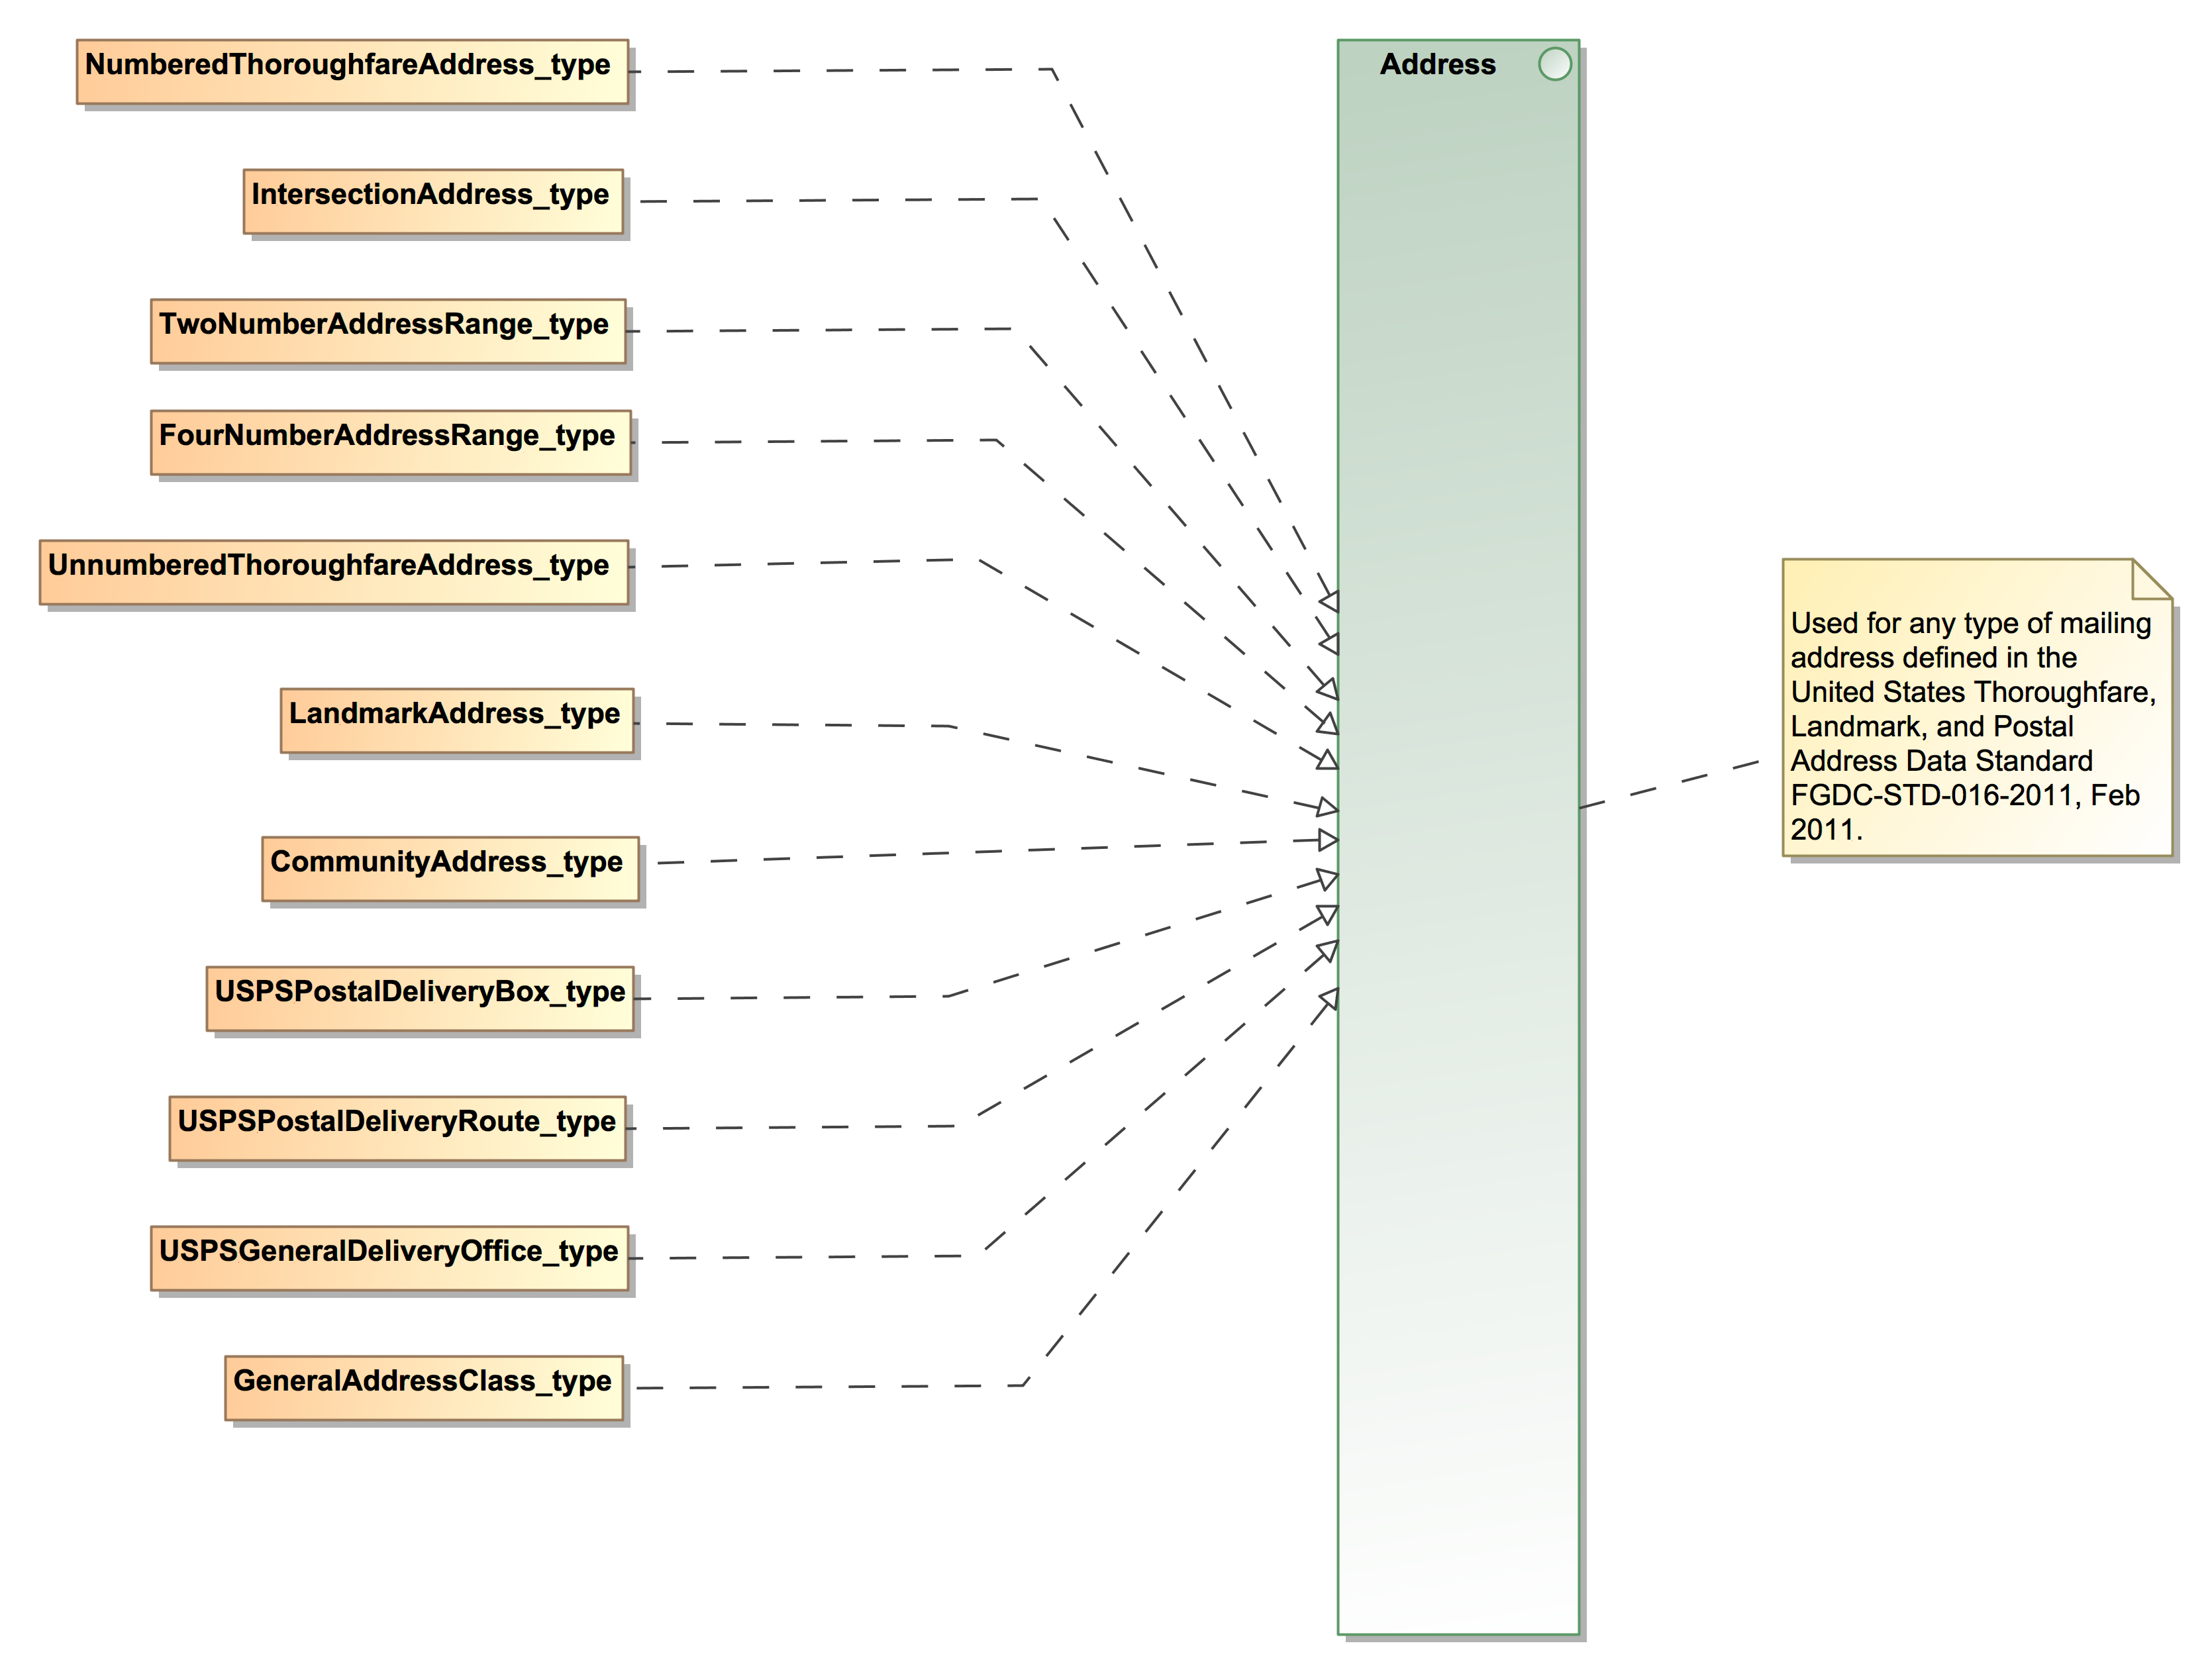 NumberedThoroughfareAddress_type
Address
IntersectionAddress_type
TwoNumberAddressRange_type
FourNumberAddressRange_type
UnnumberedThoroughfareAddress_type
LandmarkAddress_type
CommunityAddress_type
USPSPostalDeliveryBox_type
USPSPostalDeliveryRoute_type
USPSGeneralDeliveryOffice_type
GeneralAddressClass_type
Used for any type of mailing
address defined in the
United States Thoroughfare,
Landmark, and Postal
Address Data Standard
FGDC-STD-016-2011, Feb
2011.